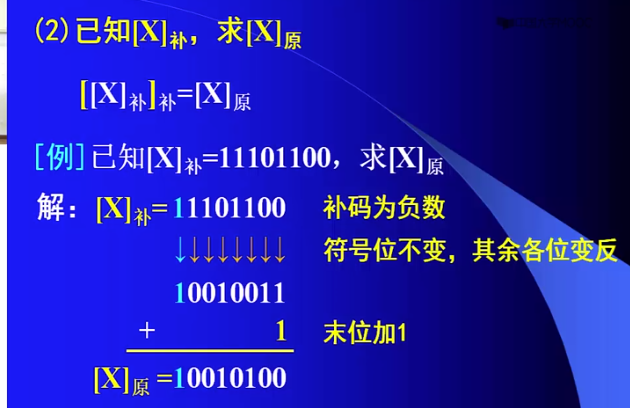 (2)已知[X]补，求[X]原
[[X]补]补=[X]原
[例]已知[X]补=11101100，求[X]原
解：[X]补=11101100 补码为负数
↓↓↓↓↓↓↓↓ 符号位不变，其余各位变反
10010011
+ 1 末位加1
[X]原=10010100